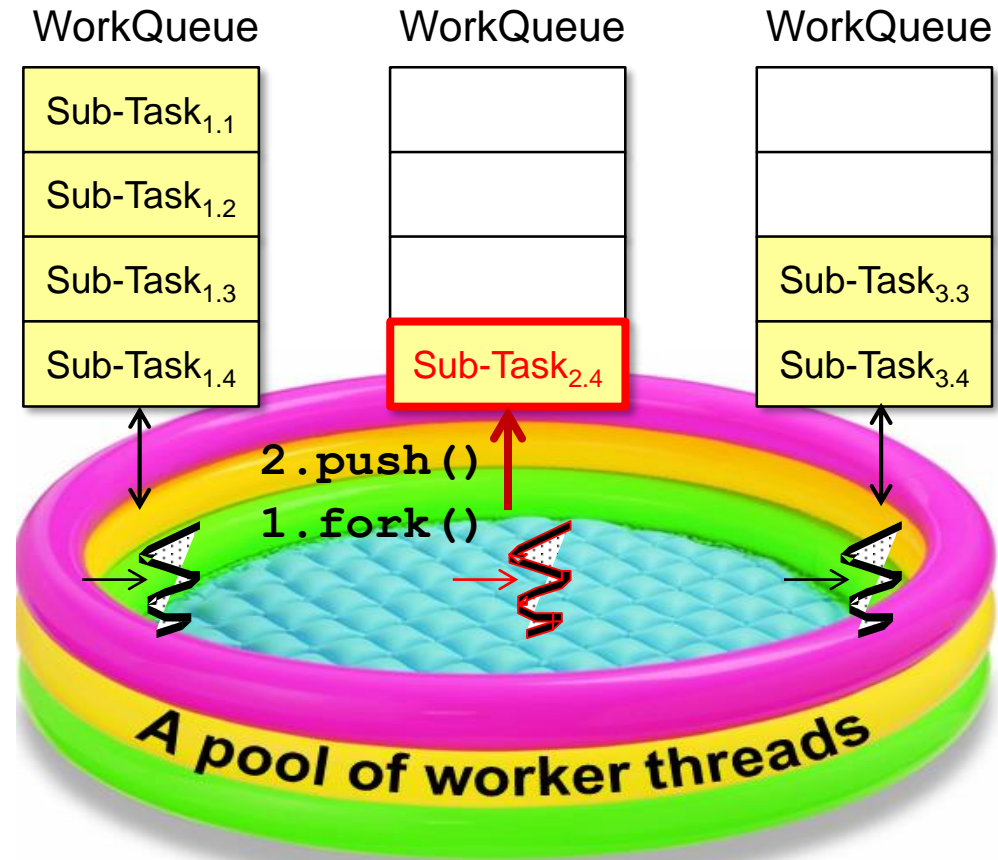 WorkQueue WorkQueue WorkQueue
Sub-Task1.1
Sub-Task1.2
Sub-Task1.3 Sub-Task3.3
Sub-Task1.4 Sub-Task2.4 Sub-Task3.4
2.push()
1.fork()
A pool of worker threads